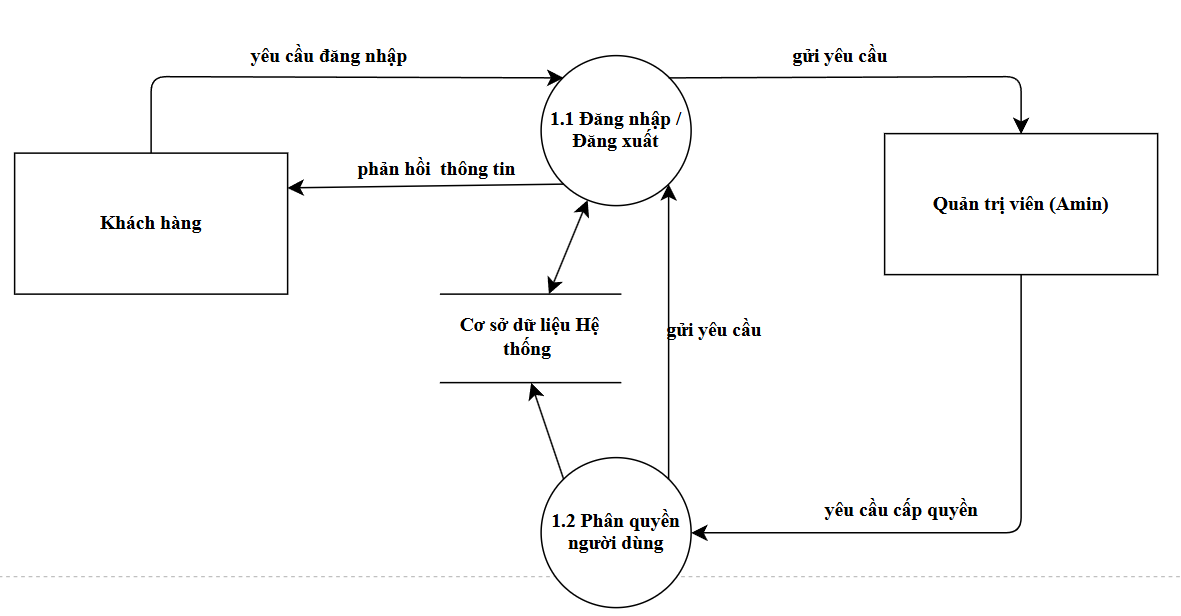 yêu cầu đăng nhập
gửi yêu cầu
1.1 Đăng nhập /
Đăng xuất
phản hồi thông tin
Khách hàng
Quản trị viên (Amin)
Cơ sở dữ liệu Hệ
thống
gửi yêu cầu
yêu cầu cấp quyền
1.2 Phân quyền
người dùng